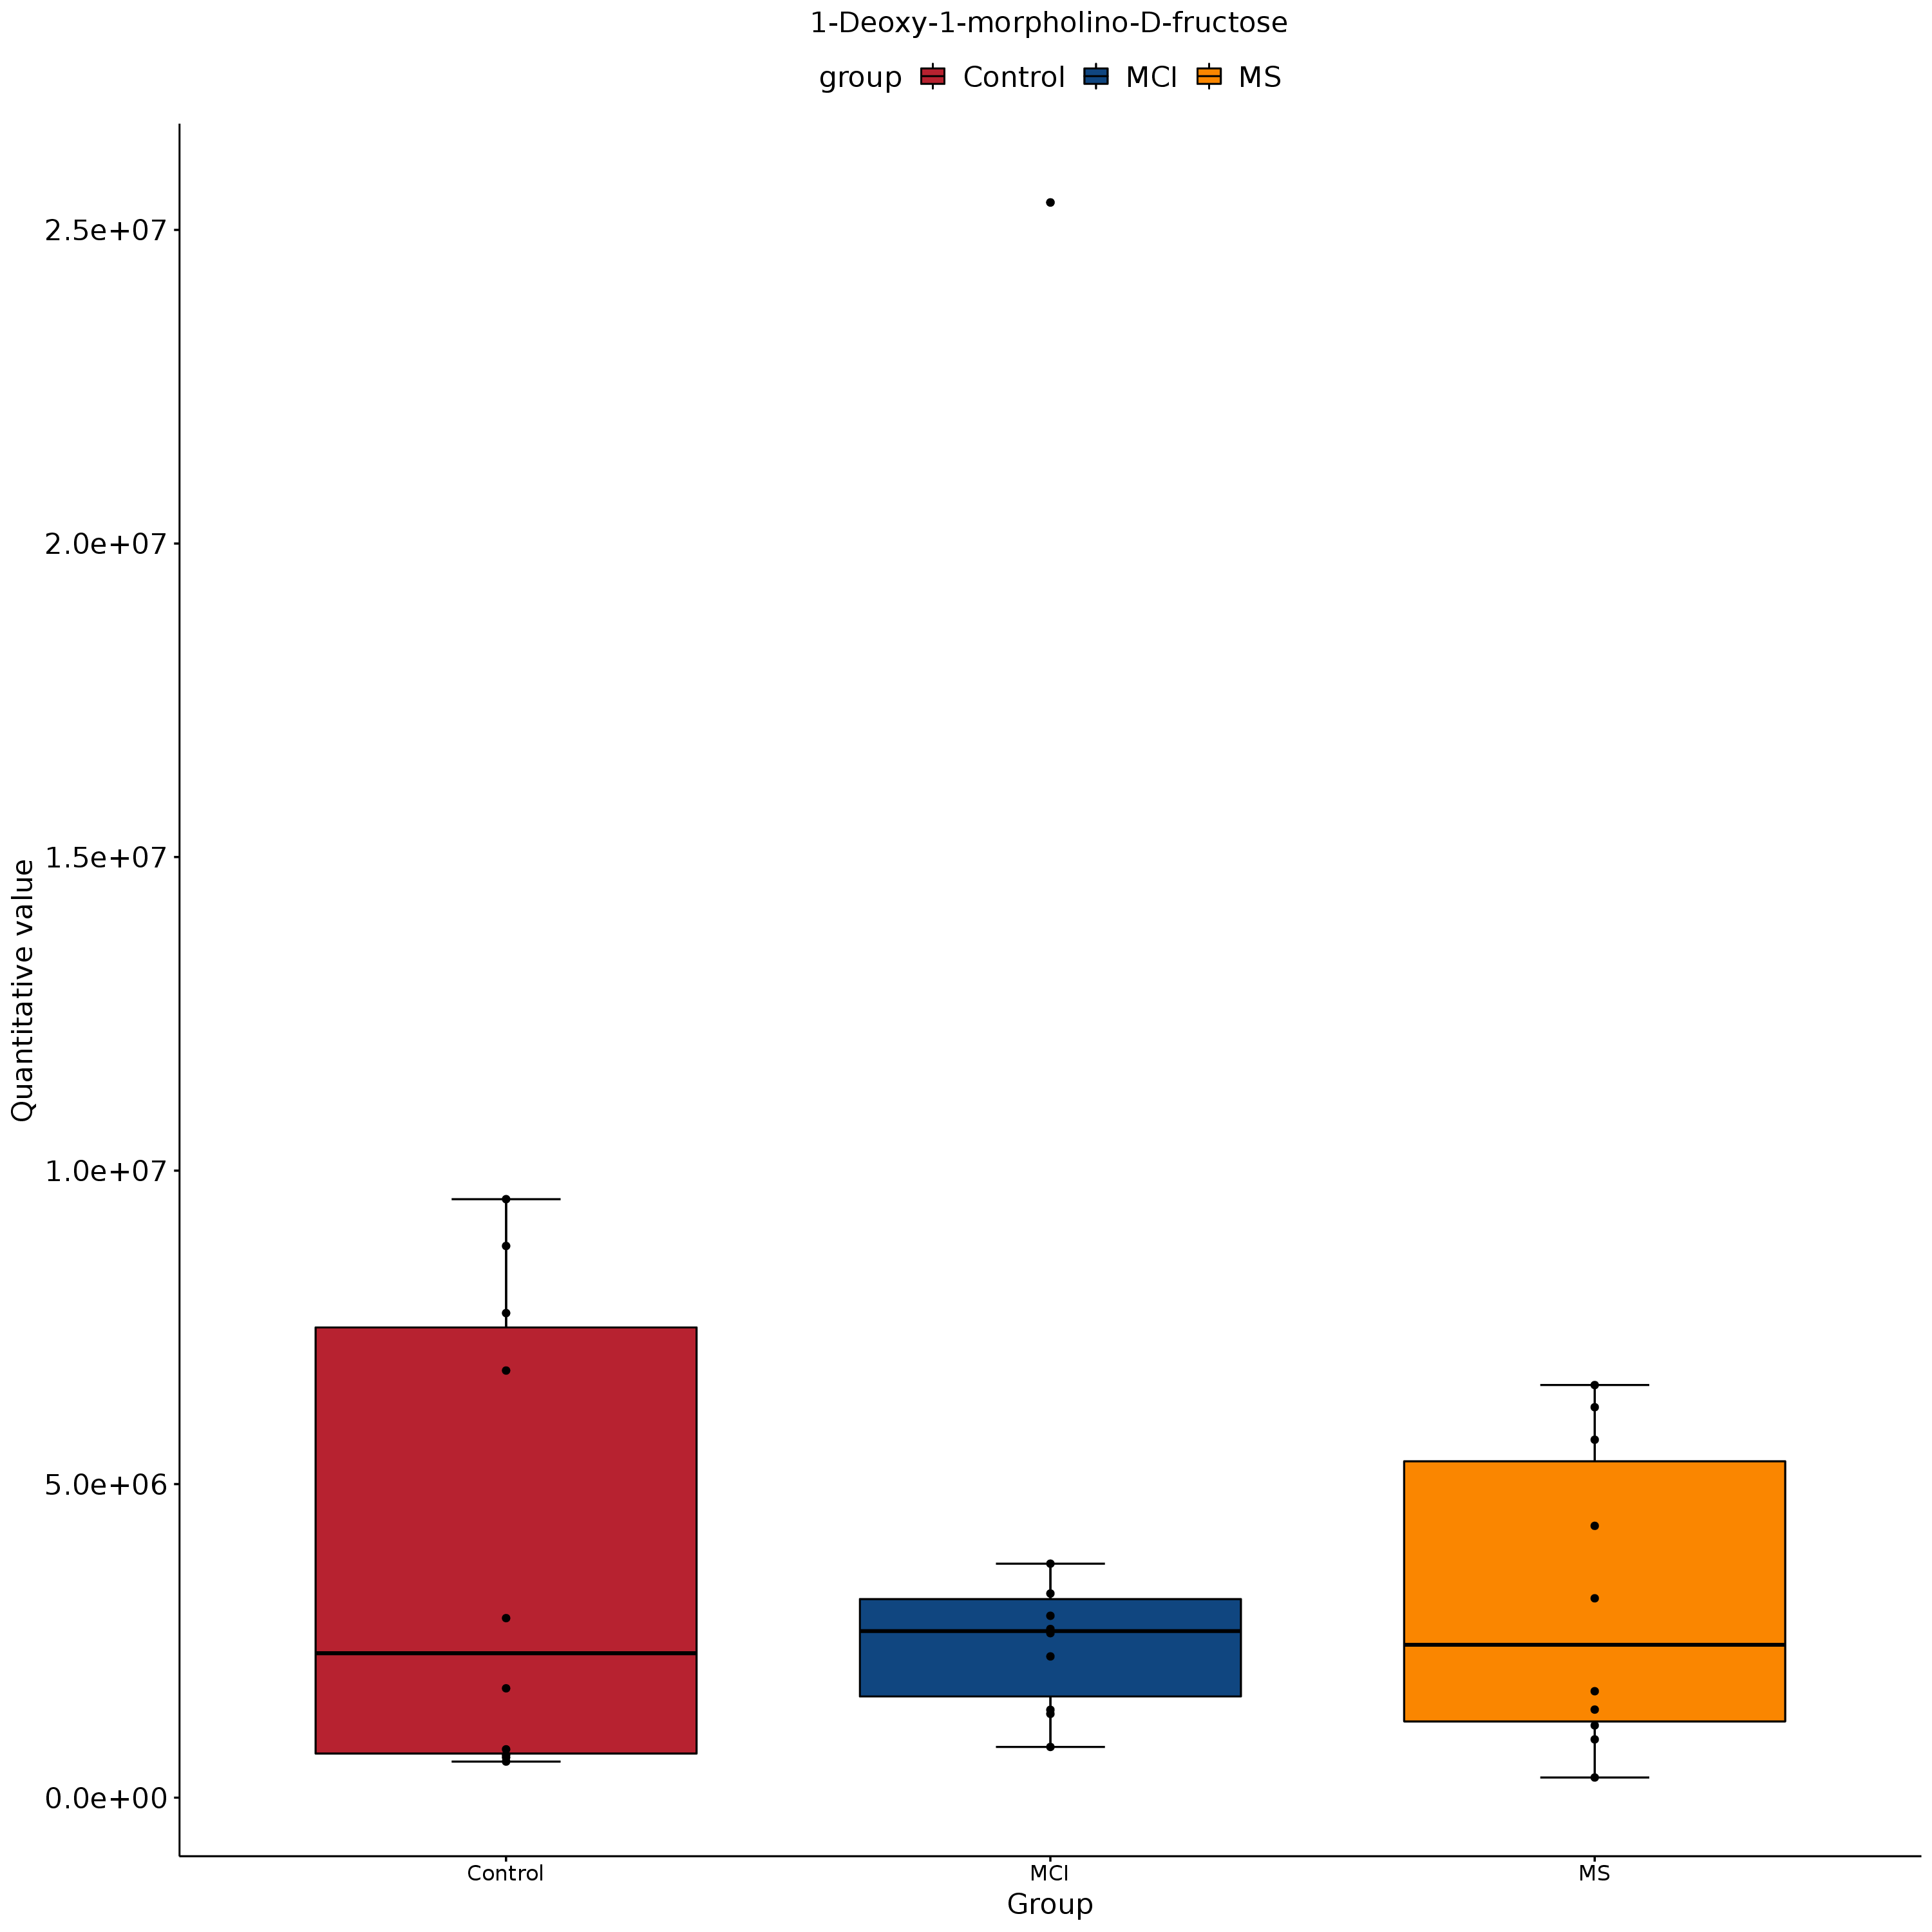 1-Deoxy-1-morpholino-D-fructose
group Control MCI MS
Quantitative value
2.5e+07
2.0e+07
1.5e+07
1.0e+07
5.0e+06
0.0e+00
Control MCI MS
Group